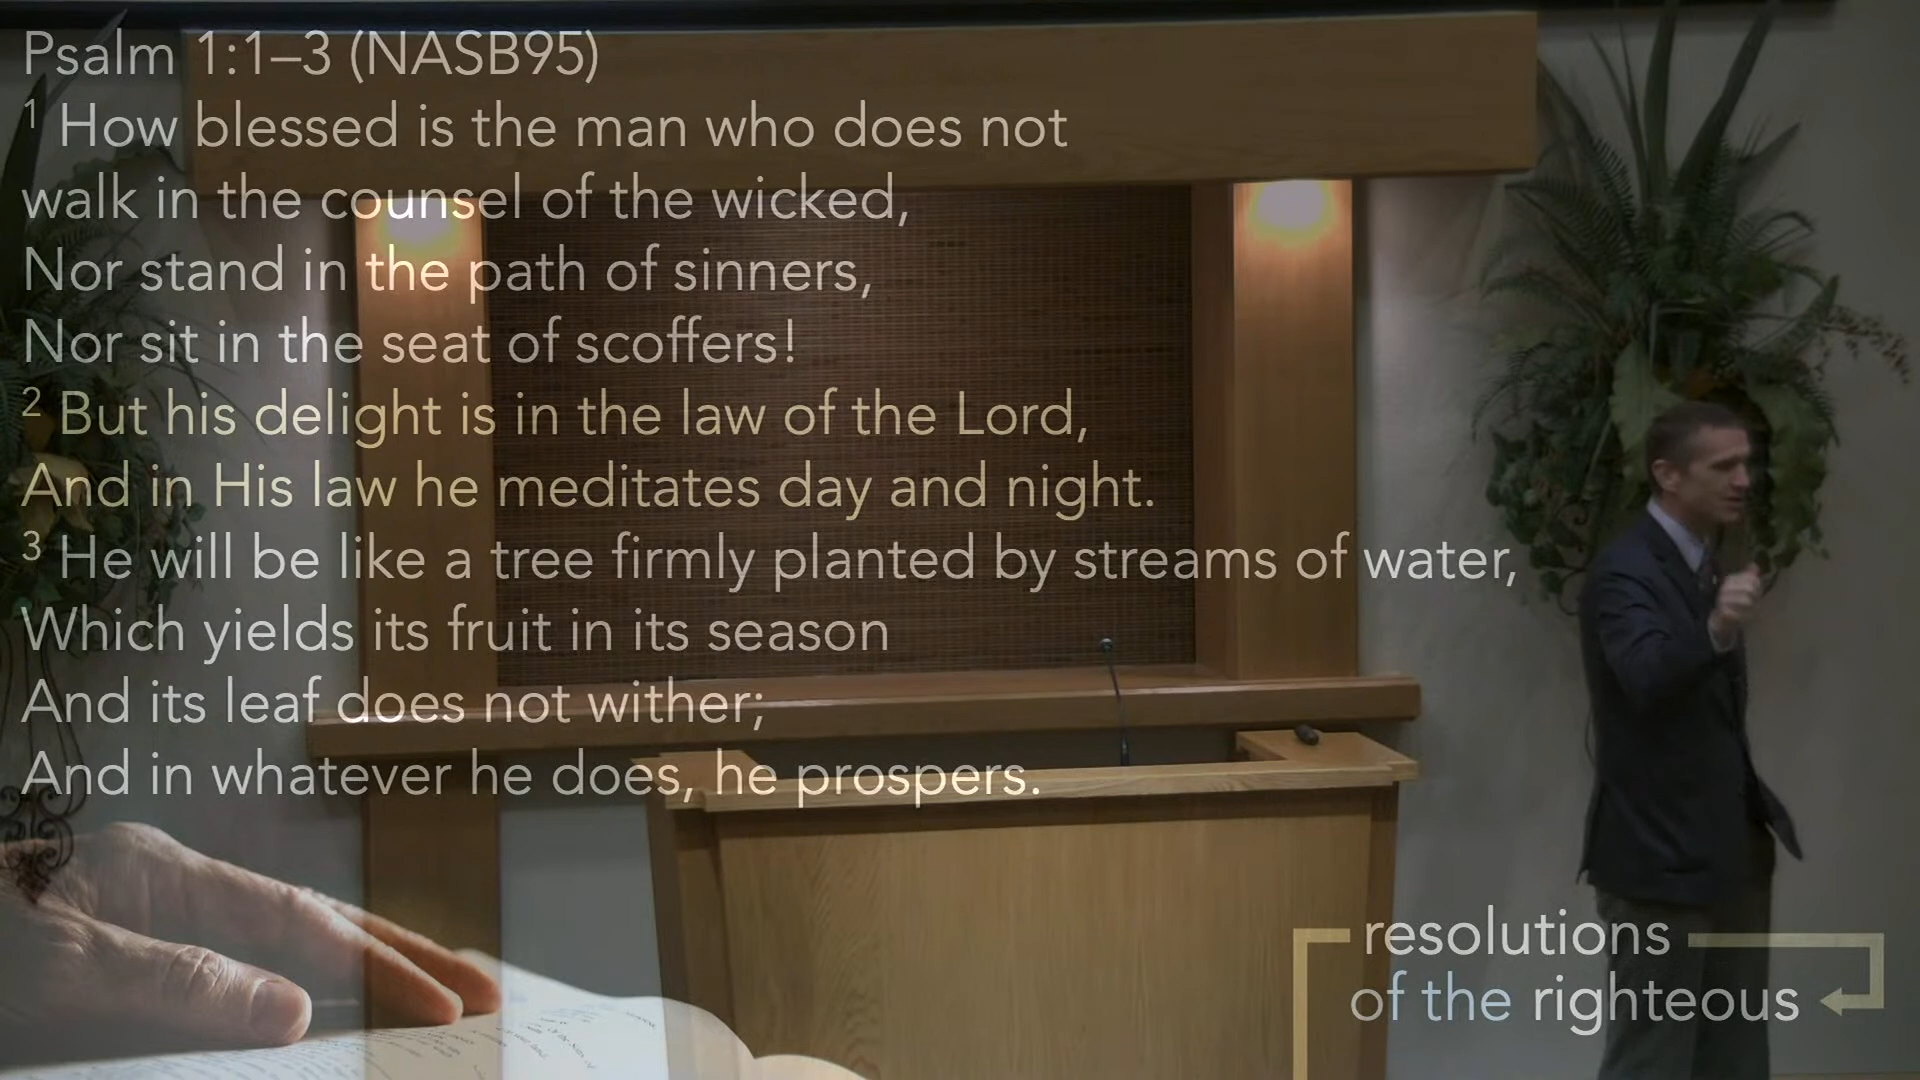 Psalm 1:1–3 (NASB95)
1 How blessed is the man who does not
walk in the counsel of the wicked,
Nor stand in the path of sinners,
Nor sit in the seat of scoffers!
2 But his delight is in the law of the Lord,
And in His law he meditates day and night.
3 He will be like a tree firmly planted by streams of water,
Which yields its fruit in its season
And its leaf does not wither;
And in whatever he does, he prospers.
resolutions
of the righteous